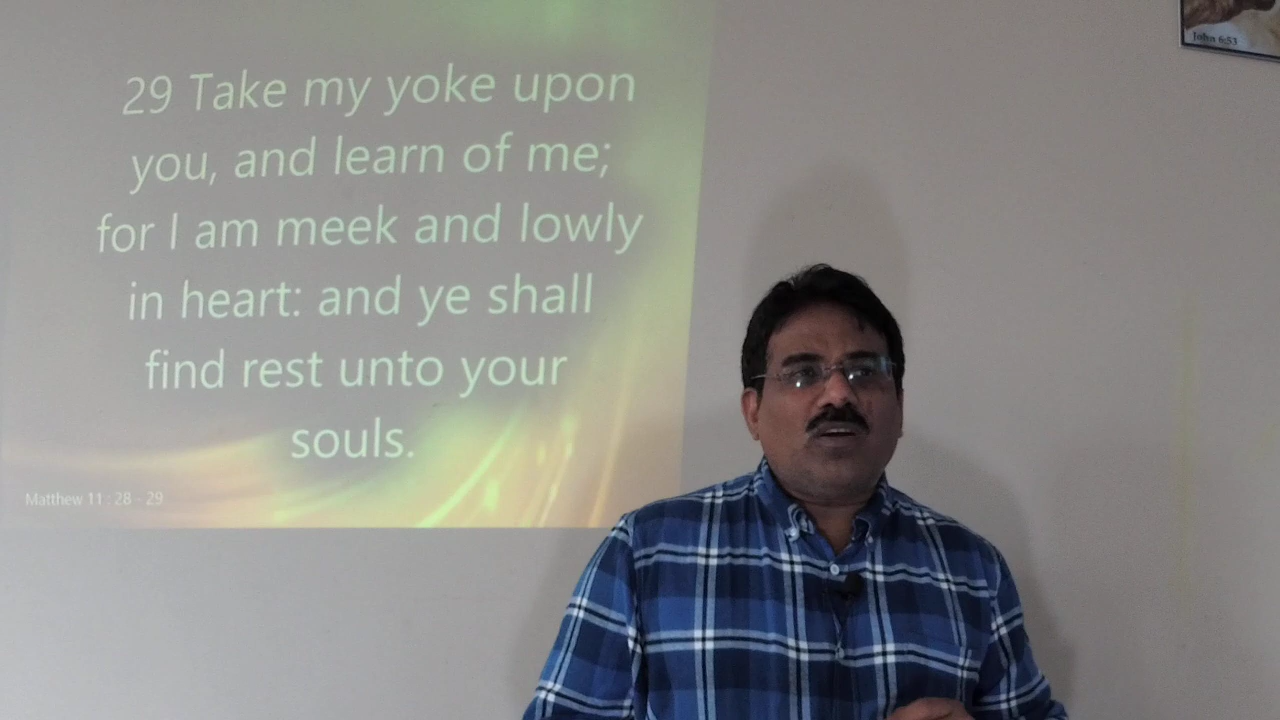 29 Take my yoke upon
you, and learn of me;
for I am meek and lowly
in heart: and ye shall
find rest unto your
souls.
Matthew 11 : 28 - 29
John 6:53